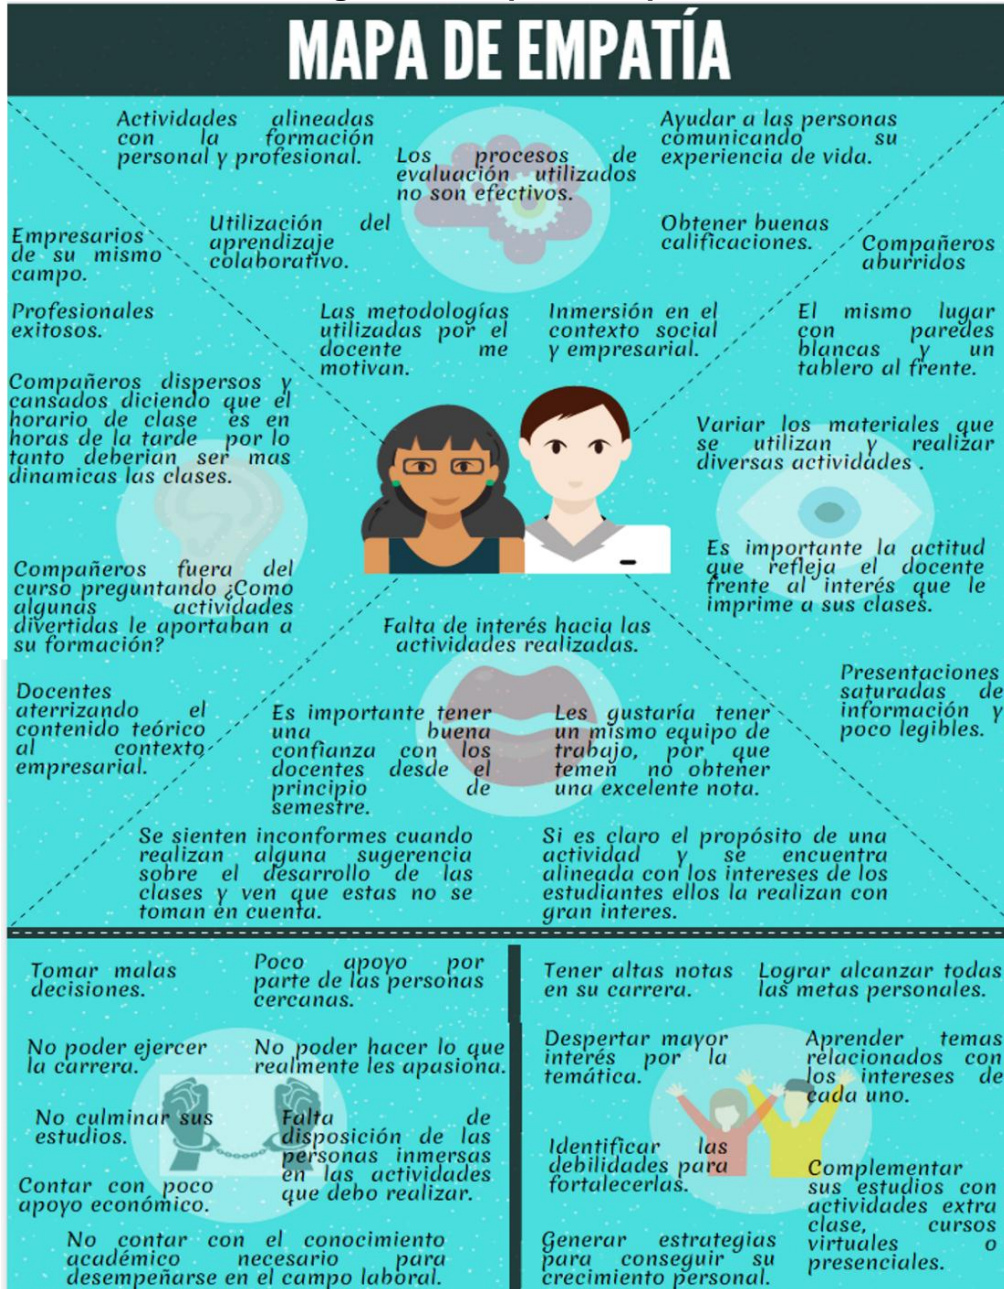 MAPA DE EMPATÍA
Actividades alineadas
con la formación
personal y profesional.
Los procesos de
evaluación utilizados
no son efectivos.
Ayudar a las personas
comunicando su
experiencia de vida.
Empresarios
de su mismo
campo.
Utilización del
aprendizaje
colaborativo.
Obtener buenas
calificaciones.
Compañeros
aburridos
Profesionales
exitosos.
Las metodologías
utilizadas por el
docente me
motivan.
Inmersión en el
contexto social
y empresarial.
El mismo lugar
con paredes
blancas y un
tablero al frente.
Compañeros dispersos y
cansados diciendo que el
horario de clase es en
horas de la tarde por lo
tanto deberian ser mas
dinamicas las clases.
Variar los materiales que
se utilizan y realizar
diversas actividades .
Compañeros fuera del
curso preguntando ¿Como
algunas actividades
divertidas le aportaban a
su formación?
Es importante la actitud
que refleja el docente
frente al interés que le
imprime a sus clases.
Falta de interés hacia las
actividades realizadas.
Docentes
aterrizando el
contenido teórico
al contexto
empresarial.
Es importante tener
una buena
confianza con los
docentes desde el
principio de
semestre.
Les gustaría tener
un mismo equipo de
trabajo, por que
temen no obtener
una excelente nota.
Presentaciones
saturadas de
información y
poco legibles.
Se sienten inconformes cuando
realizan alguna sugerencia
sobre el desarrollo de las
clases y ven que estas no se
toman en cuenta.
Si es claro el propósito de una
actividad y se encuentra
alineada con los intereses de los
estudiantes ellos la realizan con
gran interes.
Tomar malas
decisiones.
Poco apoyo por
parte de las personas
cercanas.
No poder ejercer
la carrera.
No poder hacer lo que
realmente les apasiona.
No culminar sus
estudios.
Falta de
disposición de las
personas inmersas
en las actividades
que debo realizar.
Contar con poco
apoyo económico.
No contar con el conocimiento
académico necesario para
desempeñarse en el campo laboral.
Tener altas notas
en su carrera.
Lograr alcanzar todas
las metas personales.
Despertar mayor
interés por la
temática.
Aprender temas
relacionados con
los intereses de
cada uno.
Identificar las
debilidades para
fortalecerlas.
Complementar
sus estudios con
actividades extra
clase, cursos
virtuales o
presenciales.
Generar estrategias
para conseguir su
crecimiento personal.